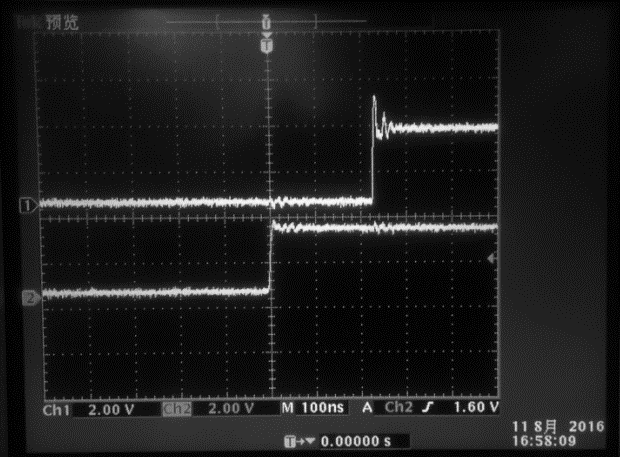 Tek 预览
U
T
1
2
Ch1 2.00 V Ch2 2.00 V M 100ns A Ch2 1.60 V
T 0.00000 s
11 8月 2016
16:58:09